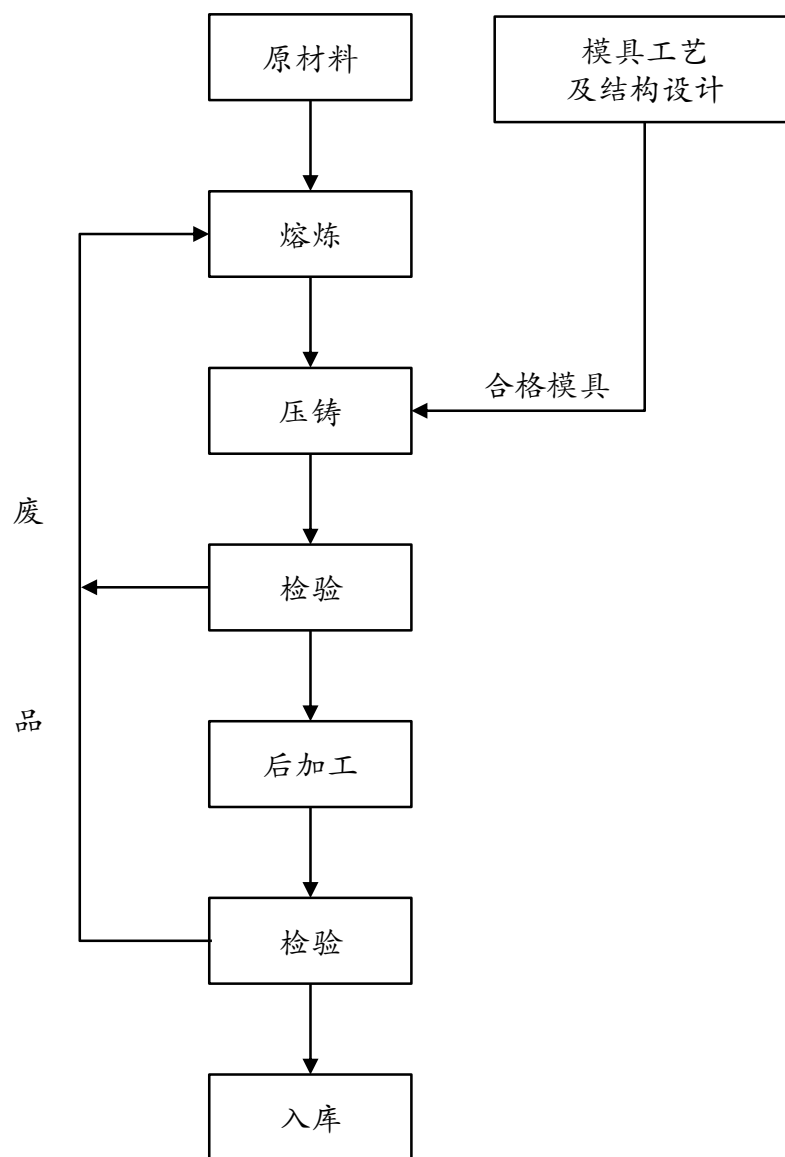 原材料
模具工艺
及结构设计
熔炼
压铸
合格模具
废
检验
品
后加工
检验
入库